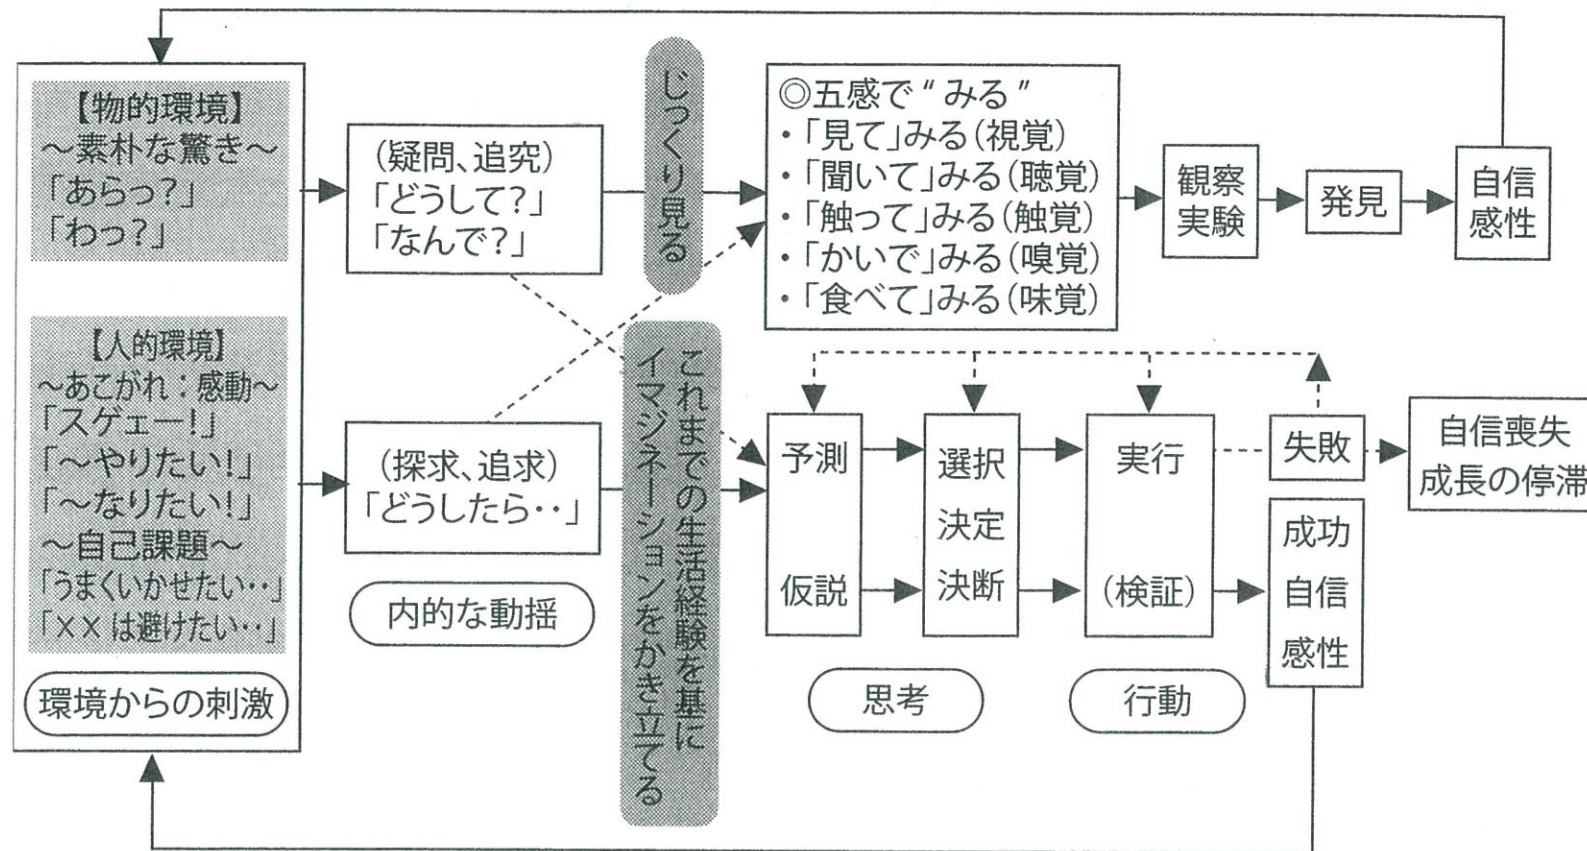 【物的環境】
～素朴な驚き～
「あらっ？」
「わっ？」
【人的環境】
～あこがれ：感動～
「スゲェー！」
「～やりたい！」
「～なりたい！」
～自己課題～
「うまくいかせたい‥」
「××は避けたい‥」
環境からの刺激
（疑問、追究）
「どうして？」
「なんで？」
（探求、追求）
「どうしたら‥」
内的な動揺
じっくり見る
これまでの生活経験を基に
イマジネーションをかき立てる
◎五感で“みる”
・「見て」みる（視覚）
・「聞いて」みる（聴覚）
・「触って」みる（触覚）
・「かいで」みる（嗅覚）
・「食べて」みる（味覚）
観察
実験
発見
自信
感性
予測
仮説
選択
決定
決断
思考
実行
（検証）
行動
失敗
成功
自信
感性
自信喪失
成長の停滞